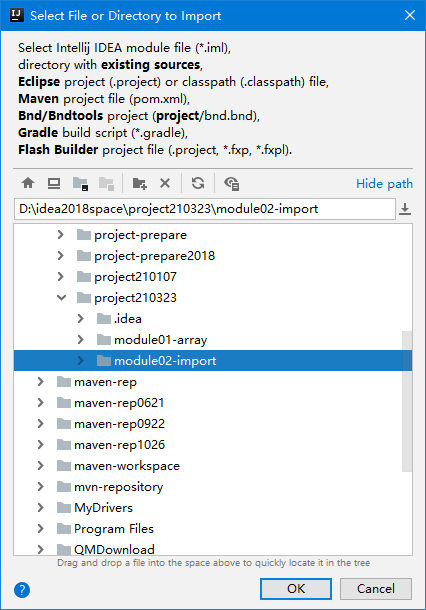 Select File or Directory to Import
Select Intellij IDEA module file (*.iml),
directory with existing sources,
Eclipse project (.project) or classpath (.classpath) file,
Maven project file (pom.xml),
Bnd/Bndtools project (project/bnd.bnd),
Gradle build script (*.gradle),
Flash Builder project file (.project, *.fxp, *.fxpl).
Hide path
D:\idea2018space\project210323\module02-import
project-prepare
project-prepare2018
project210107
project210323
.idea
module01-array
module02-import
maven-rep
maven-rep0621
maven-rep0922
maven-rep1026
maven-workspace
mvn-repository
MyDrivers
Program Files
QMDownload
Drag and drop a file into the space above to quickly locate it in the tree
?
OK
Cancel